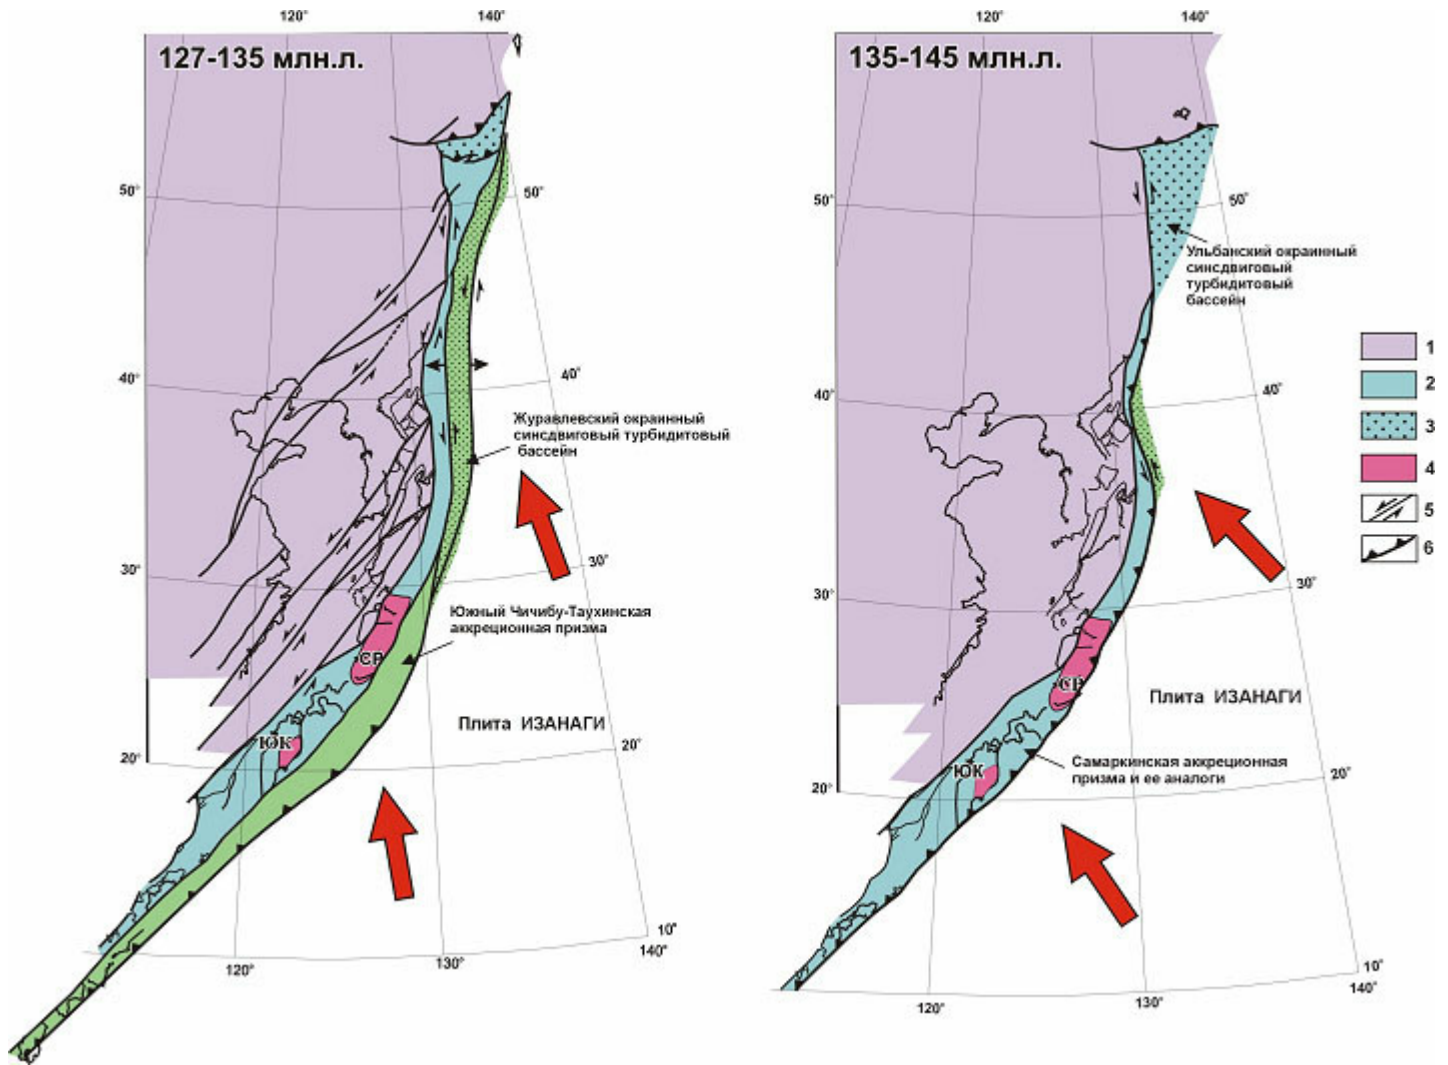 120°
140°
127-135 млн.л.
50°
50°
40°
40°
Журавлевский окраинный
синсдвиговый турбидитовый
бассейн
30°
30°
Южный Чичибу-Таухинская
аккреционная призма
СР
Плита ИЗАНАГИ
ЮК
20°
20°
10°
140°
120°
130°
120°
140°
135-145 млн.л.
50°
50°
Ульбанский окраинный
синсдвиговый
турбидитовый
бассейн
40°
40°
30°
30°
СР
Плита ИЗАНАГИ
Самаркинская аккреционная
призма и ее аналоги
ЮК
20°
20°
10°
140°
120°
130°
1
2
3
4
5
6